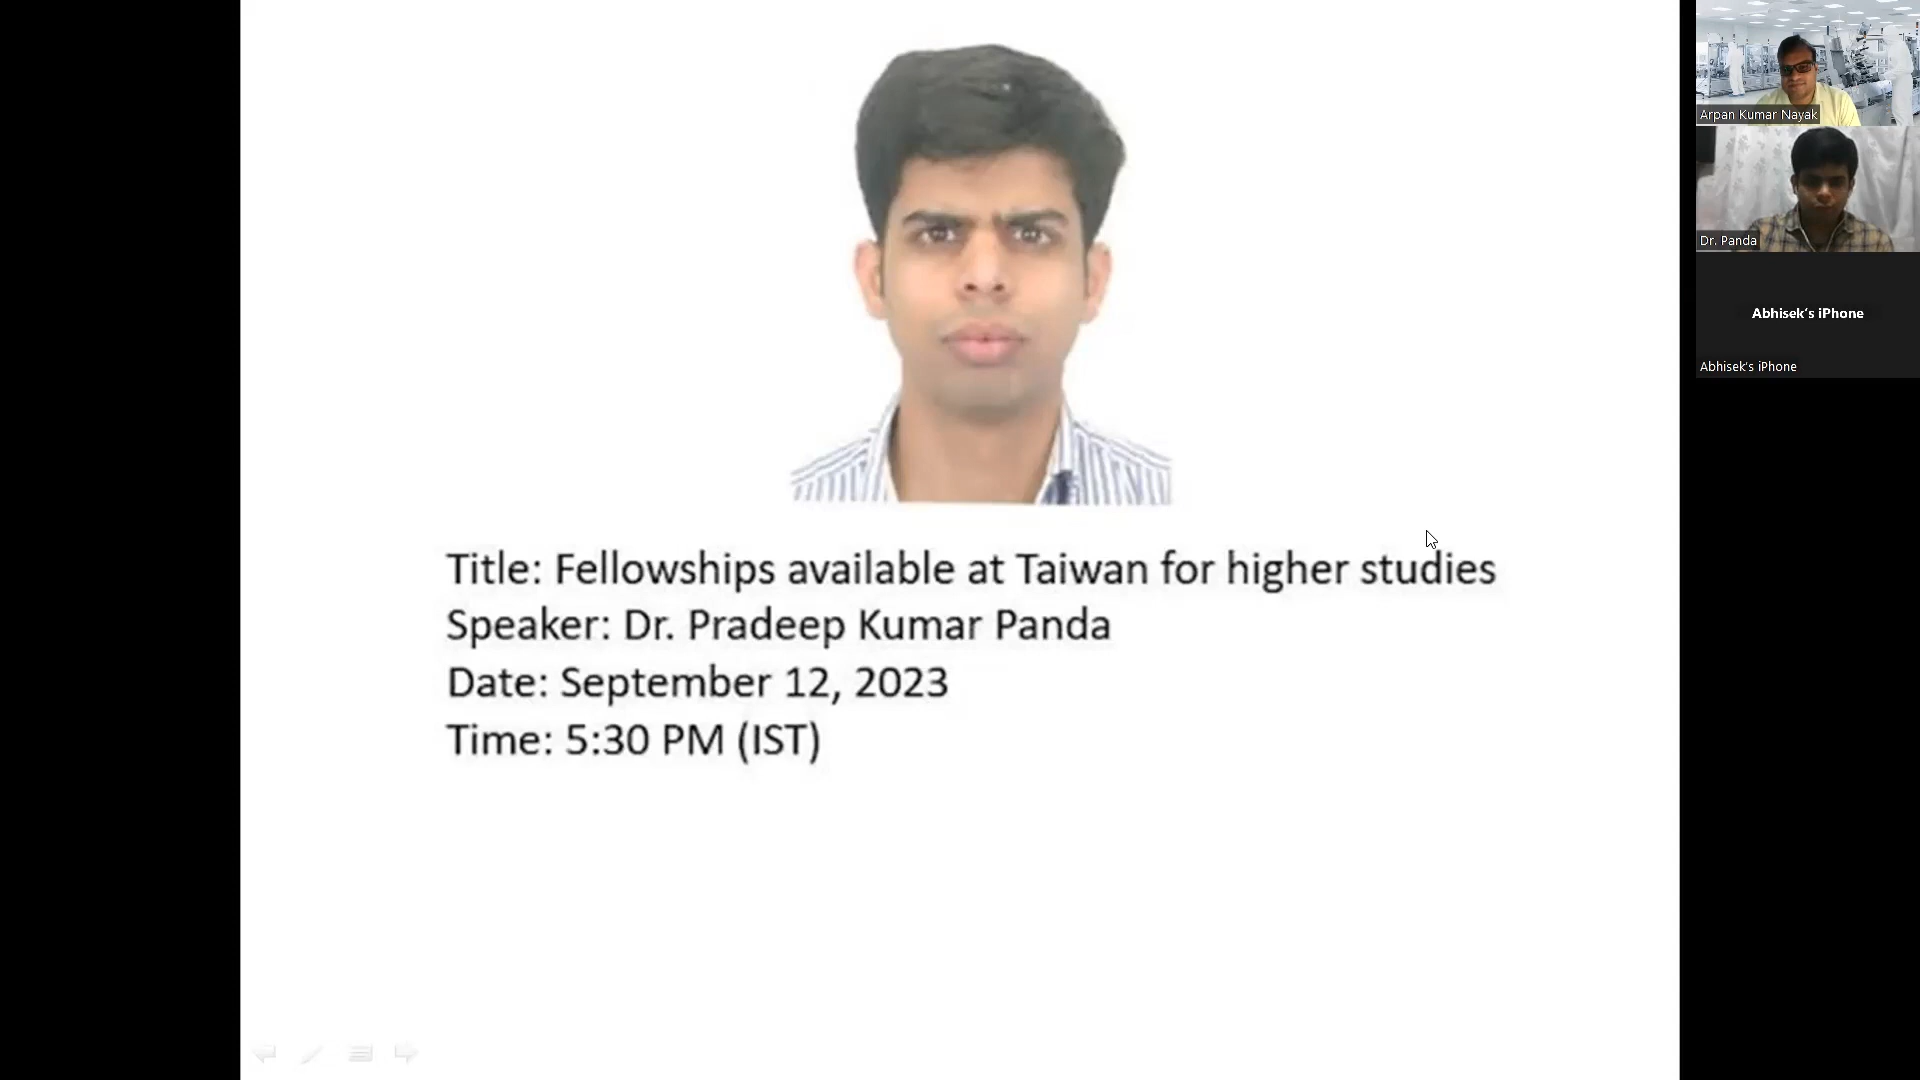 Title: Fellowships available at Taiwan for higher studies
Speaker: Dr. Pradeep Kumar Panda
Date: September 12, 2023
Time: 5:30 PM (IST)
Arpan Kumar Nayak
Dr. Panda
Abhisek's iPhone
Abhisek's iPhone